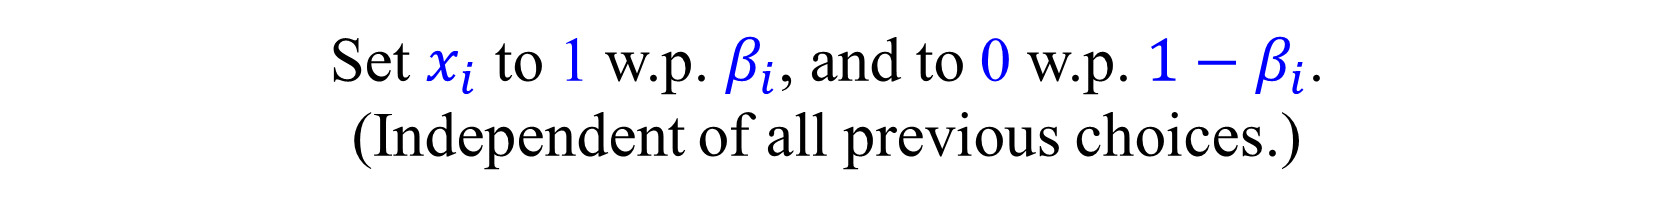 Set 𝑥ᵢ to 1 w.p. 𝛽ᵢ, and to 0 w.p. 1 − 𝛽ᵢ.
(Independent of all previous choices.)